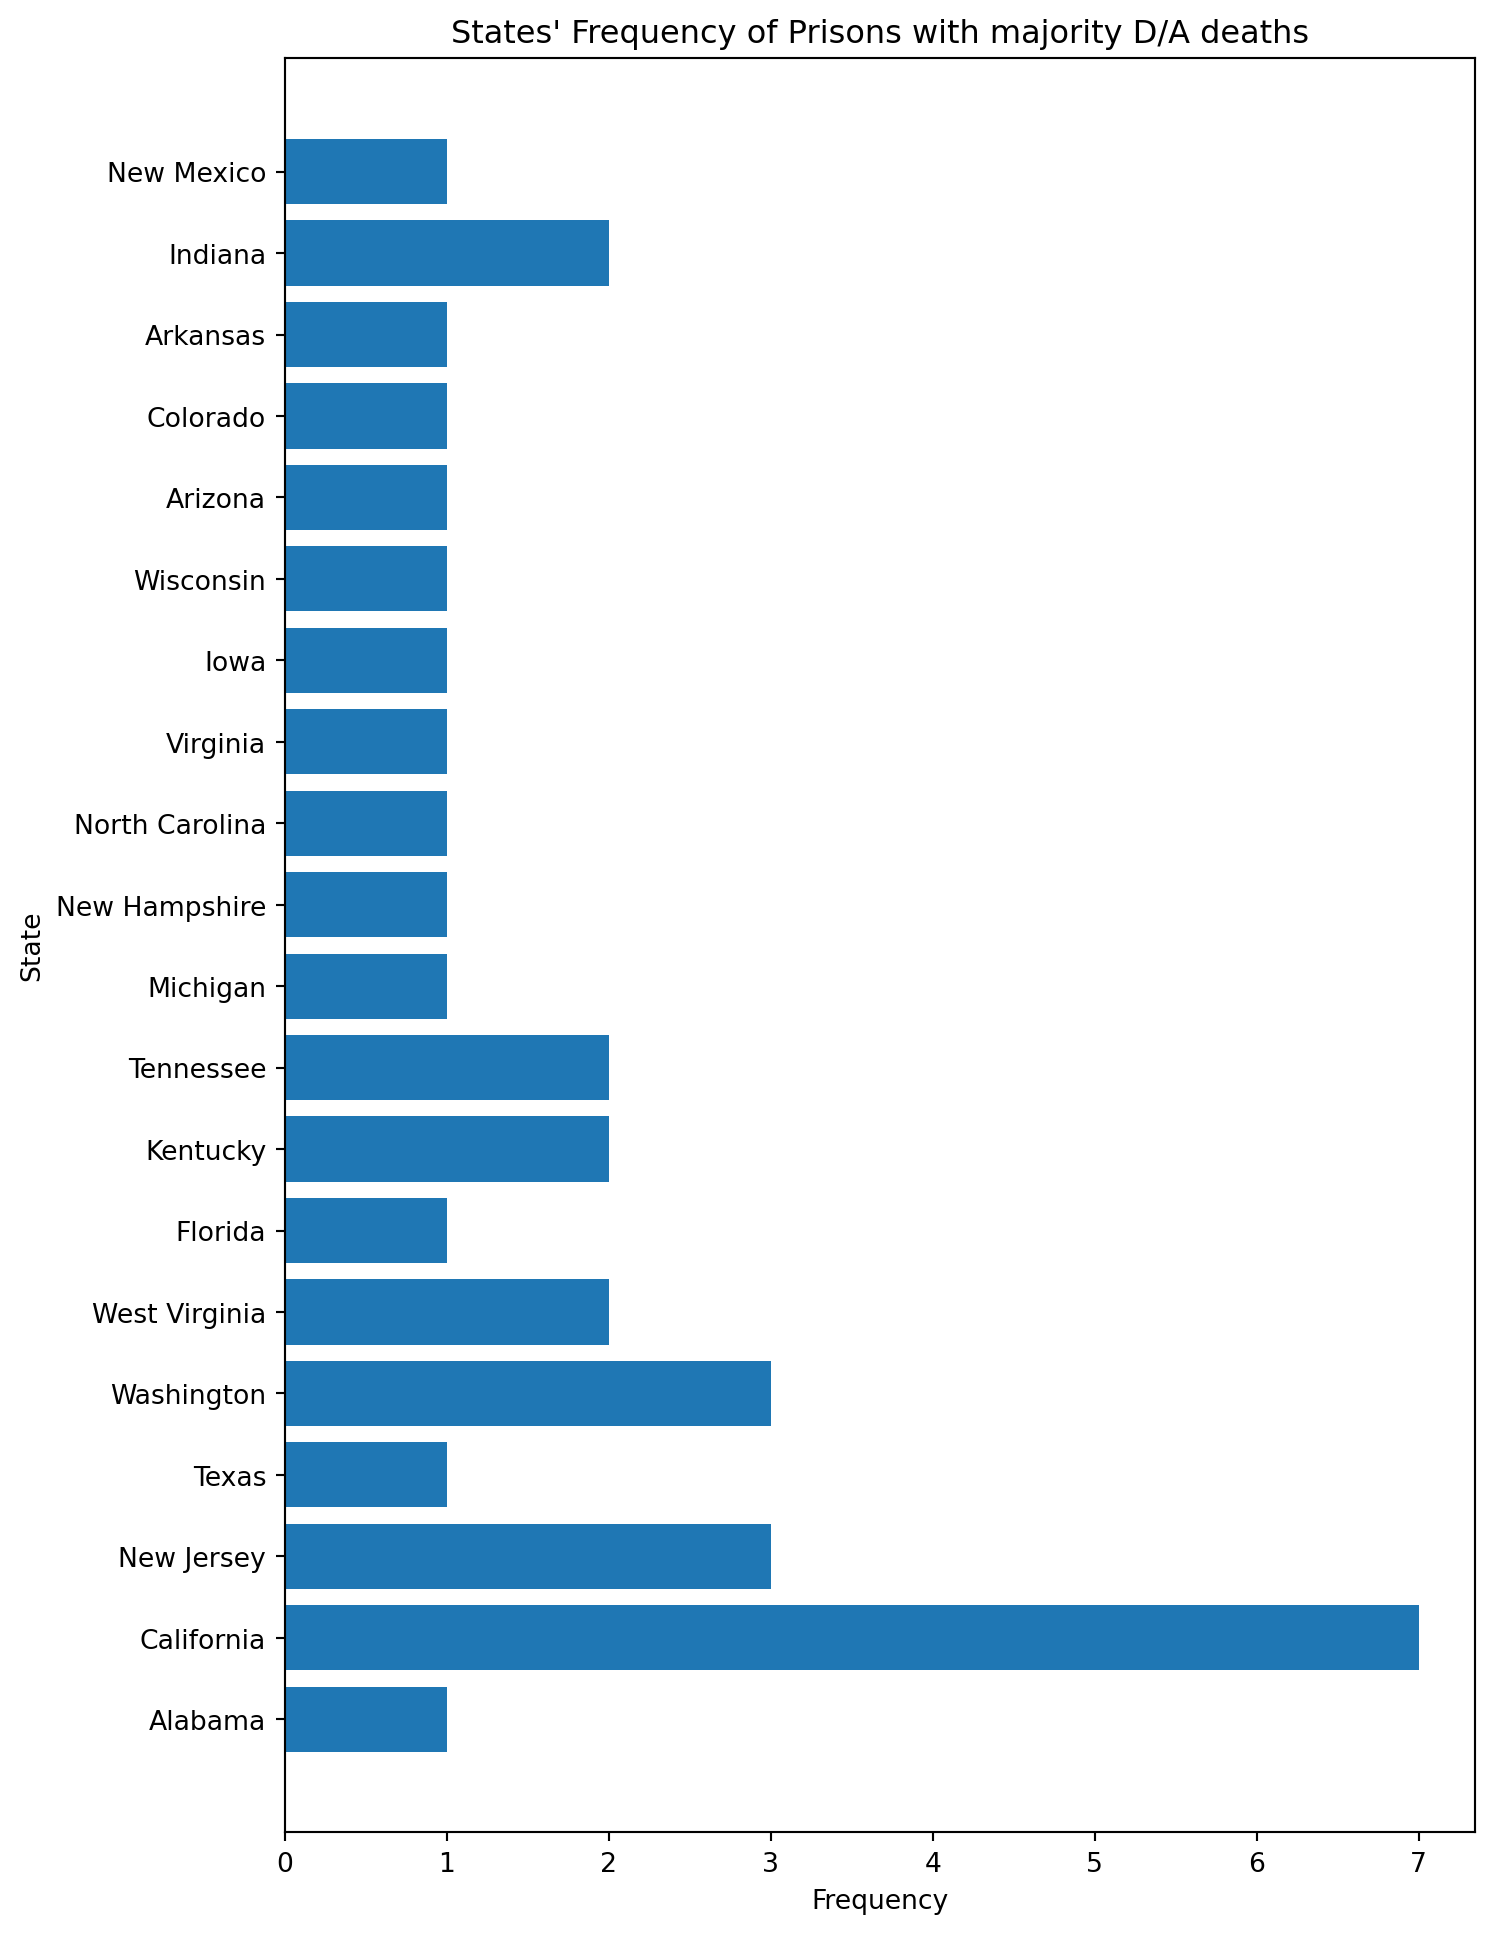 States' Frequency of Prisons with majority D/A deaths
New Mexico
Indiana
Arkansas
Colorado
Arizona
Wisconsin
Iowa
Virginia
North Carolina
New Hampshire
Michigan
Tennessee
Kentucky
Florida
West Virginia
Washington
Texas
New Jersey
California
Alabama
State
0 1 2 3 4 5 6 7
Frequency